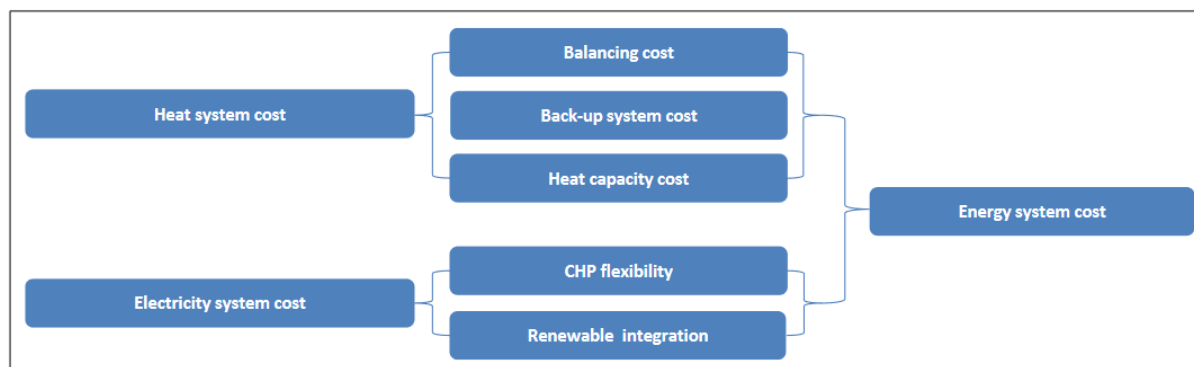 Balancing cost
Heat system cost
Back-up system cost
Heat capacity cost
Energy system cost
CHP flexibility
Electricity system cost
Renewable integration